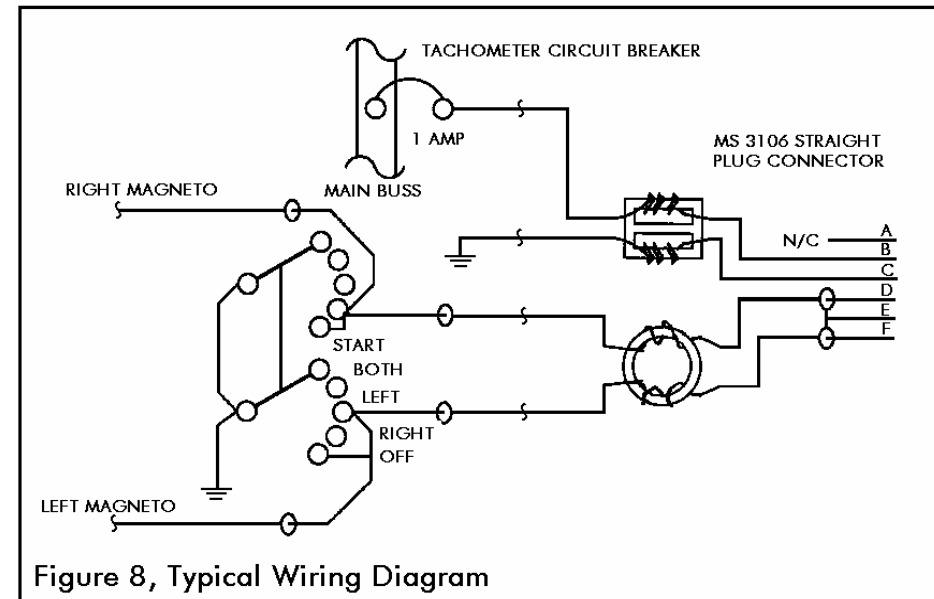 TACHOMETER CIRCUIT BREAKER
1 AMP
MS 3106 STRAIGHT
PLUG CONNECTOR
RIGHT MAGNETO
MAIN BUSS
N/C
A
B
C
D
E
F
START
BOTH
LEFT
RIGHT
OFF
LEFT MAGNETO
Figure 8, Typical Wiring Diagram